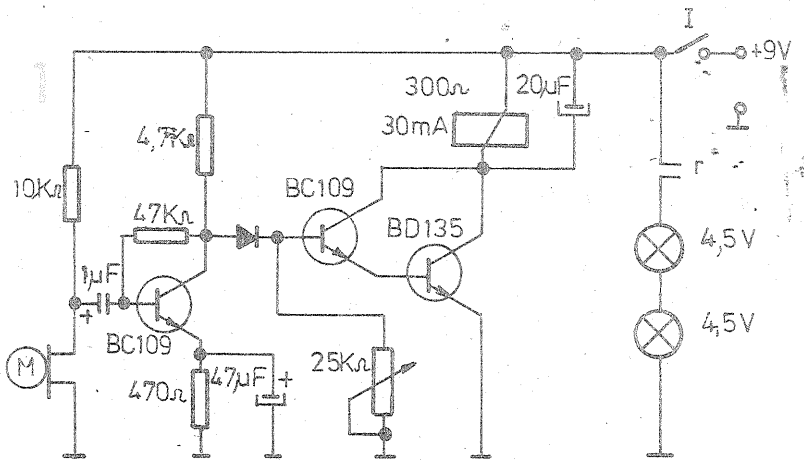 I
+9V
300Ω
20µF
30mA
4,7KΩ
10KΩ
BC109
47KΩ
BD135
r
4,5V
1µF
+
BC109
M
470Ω
47µF
+
25KΩ
4,5V